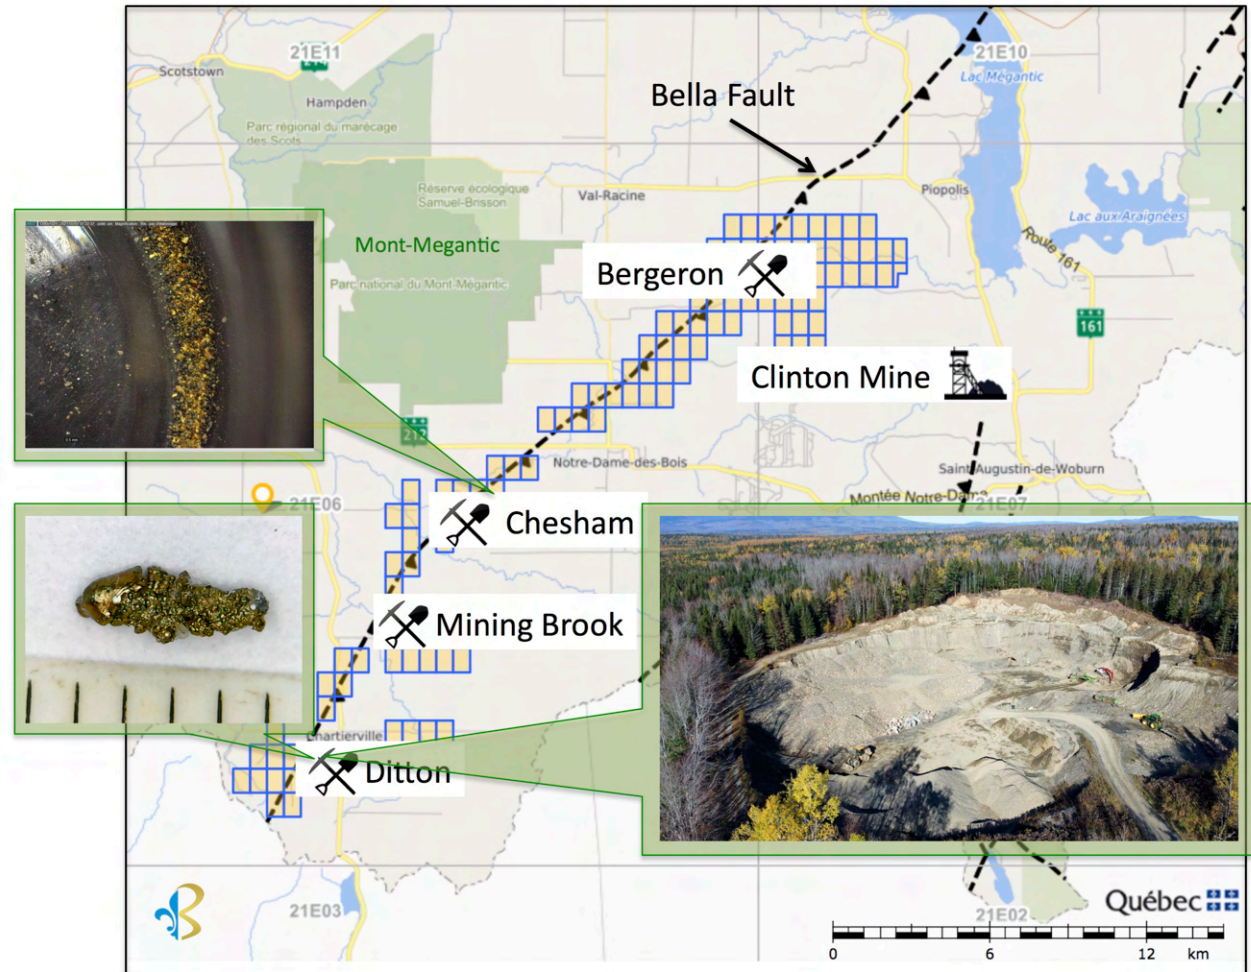 21E11
21E10
Scotstown
Lac Mégantic
Hampden
Bella Fault
Parc régional du marécage
des Scots
Réserve écologique
Samuel-Brisson
Val-Racine
Piopolis
Lac aux Araignées
Route 161
Mont-Megantic
Parc national du Mont-Mégantic
Bergeron
161
Clinton Mine
212
Notre-Dame-des-Bois
Saint-Augustin-de-Woburn
21E06
Montée Notre-Dame
21E07
Chesham
Mining Brook
Chartierville
Ditton
21E03
21E02
Québec
0 6 12 km